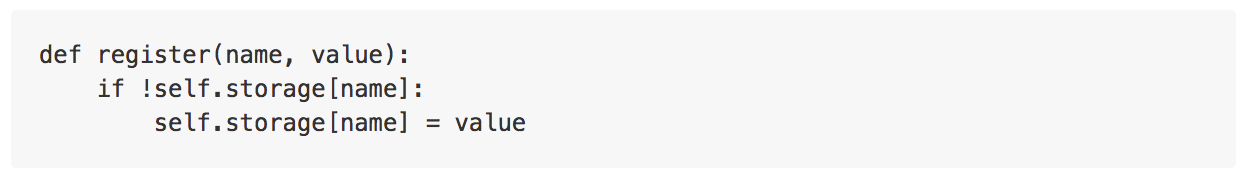 def register(name, value):
    if !self.storage[name]:
        self.storage[name] = value